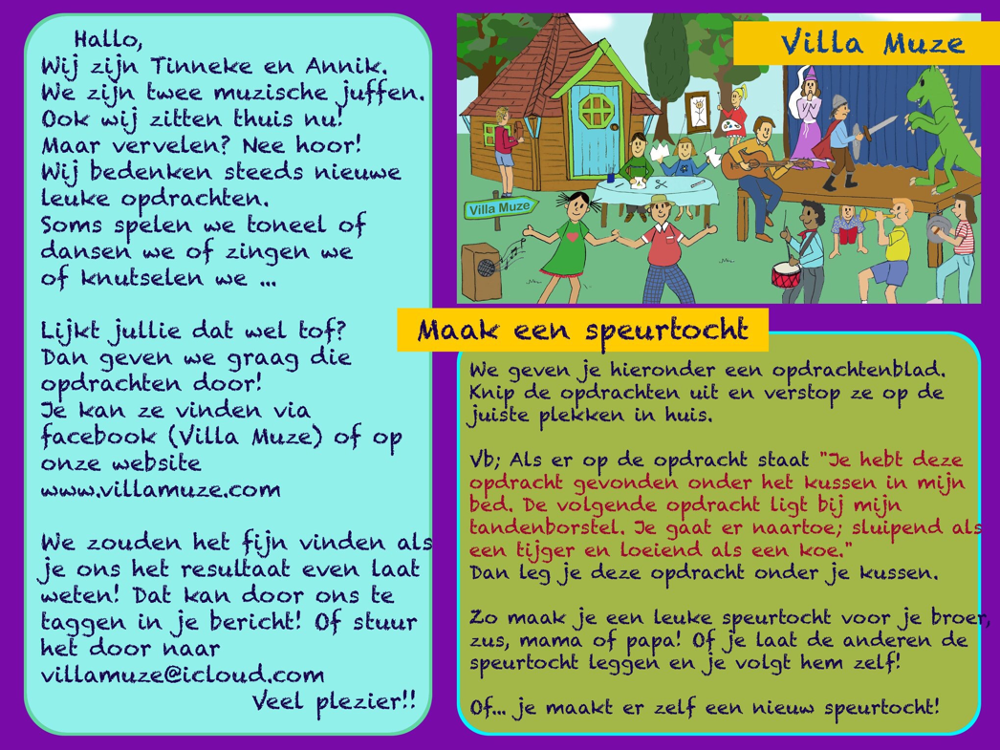 Hallo,
Wij zijn Tinneke en Annik.
We zijn twee muzische juffen.
Ook wij zitten thuis nu!
Maar vervelen? Nee hoor!
Wij bedenken steeds nieuwe
leuke opdrachten.
Soms spelen we toneel of
dansen we of zingen we
of knutselen we ...
Lijkt jullie dat wel tof?
Dan geven we graag die
opdrachten door!
Je kan ze vinden via
facebook (Villa Muze) of op
onze website
www.villamuze.com
We zouden het fijn vinden als
je ons het resultaat even laat
weten! Dat kan door ons te
taggen in je bericht! Of stuur
het door naar
villamuze@icloud.com
Veel plezier!!
Villa Muze
Villa Muze
Maak een speurtocht
We geven je hieronder een opdrachtenblad.
Knip de opdrachten uit en verstop ze op de
juiste plekken in huis.
Vb; Als er op de opdracht staat "Je hebt deze
opdracht gevonden onder het kussen in mijn
bed. De volgende opdracht ligt bij mijn
tandenborstel. Je gaat er naartoe; sluipend als
een tijger en loeiend als een koe."
Dan leg je deze opdracht onder je kussen.
Zo maak je een leuke speurtocht voor je broer,
zus, mama of papa! Of je laat de anderen de
speurtocht leggen en je volgt hem zelf!
Of... je maakt er zelf een nieuw speurtocht!